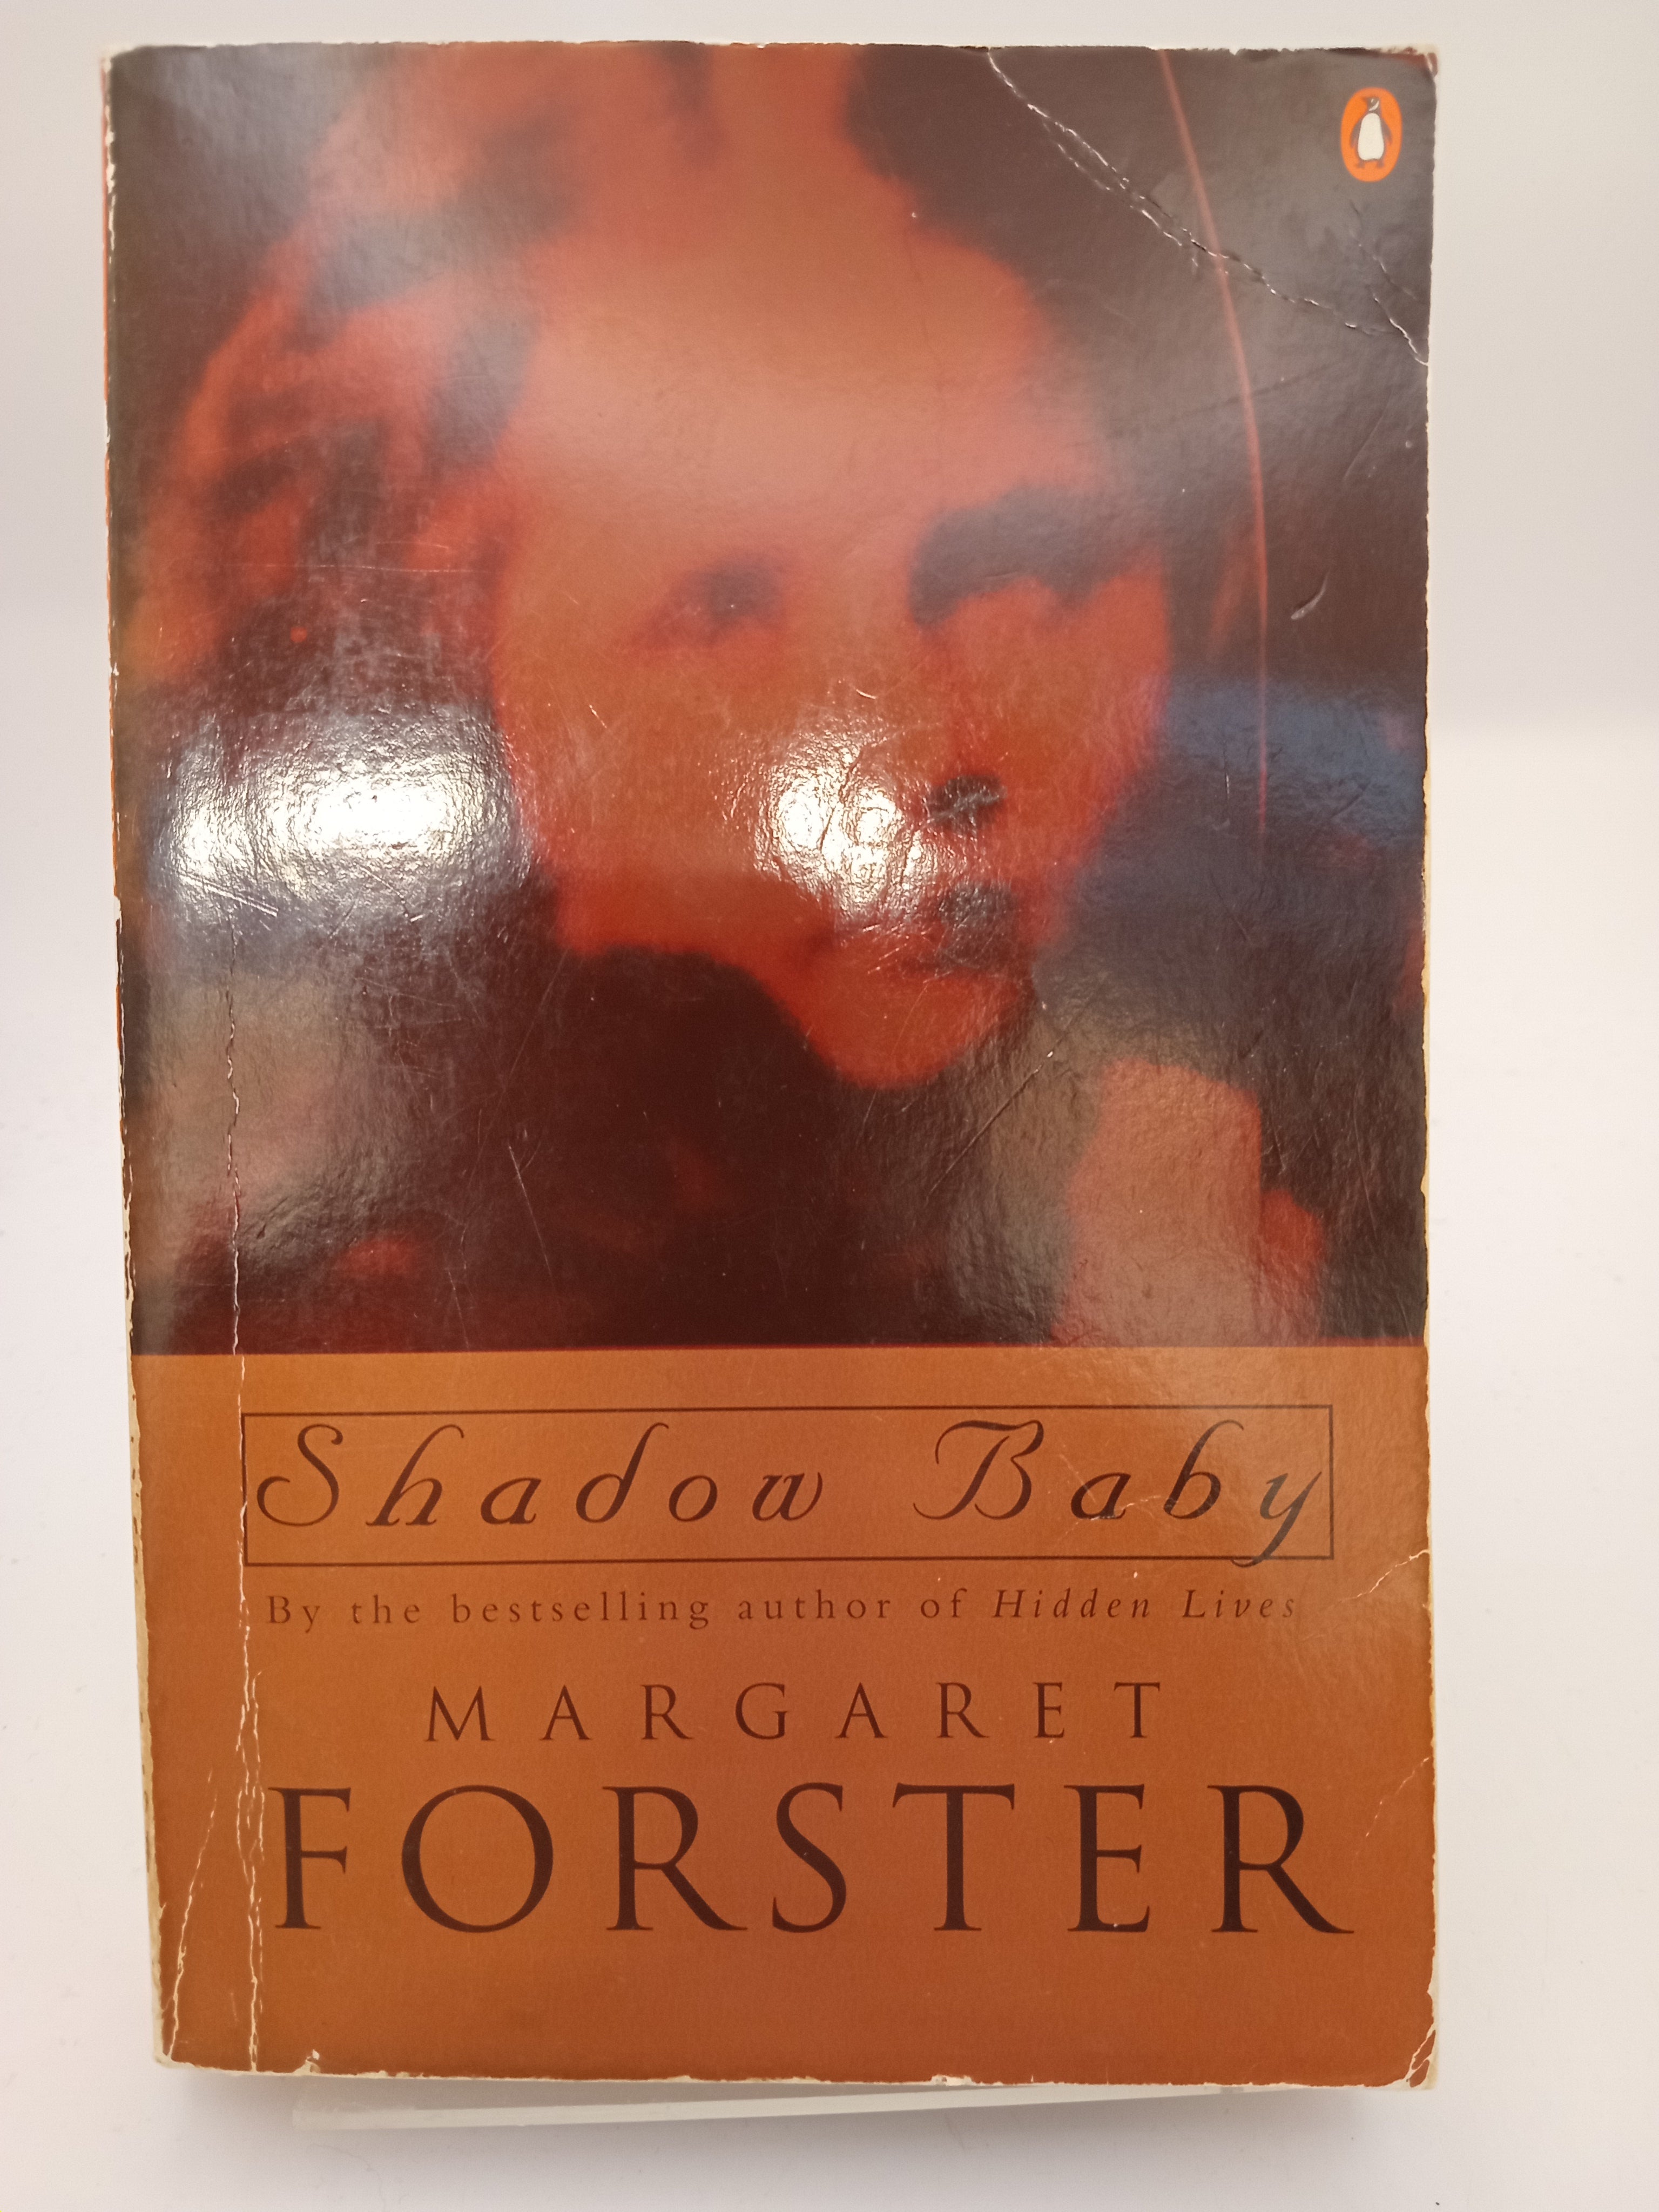 Shadow Baby
By the bestselling author of Hidden Lives
MARGARET
FORSTER